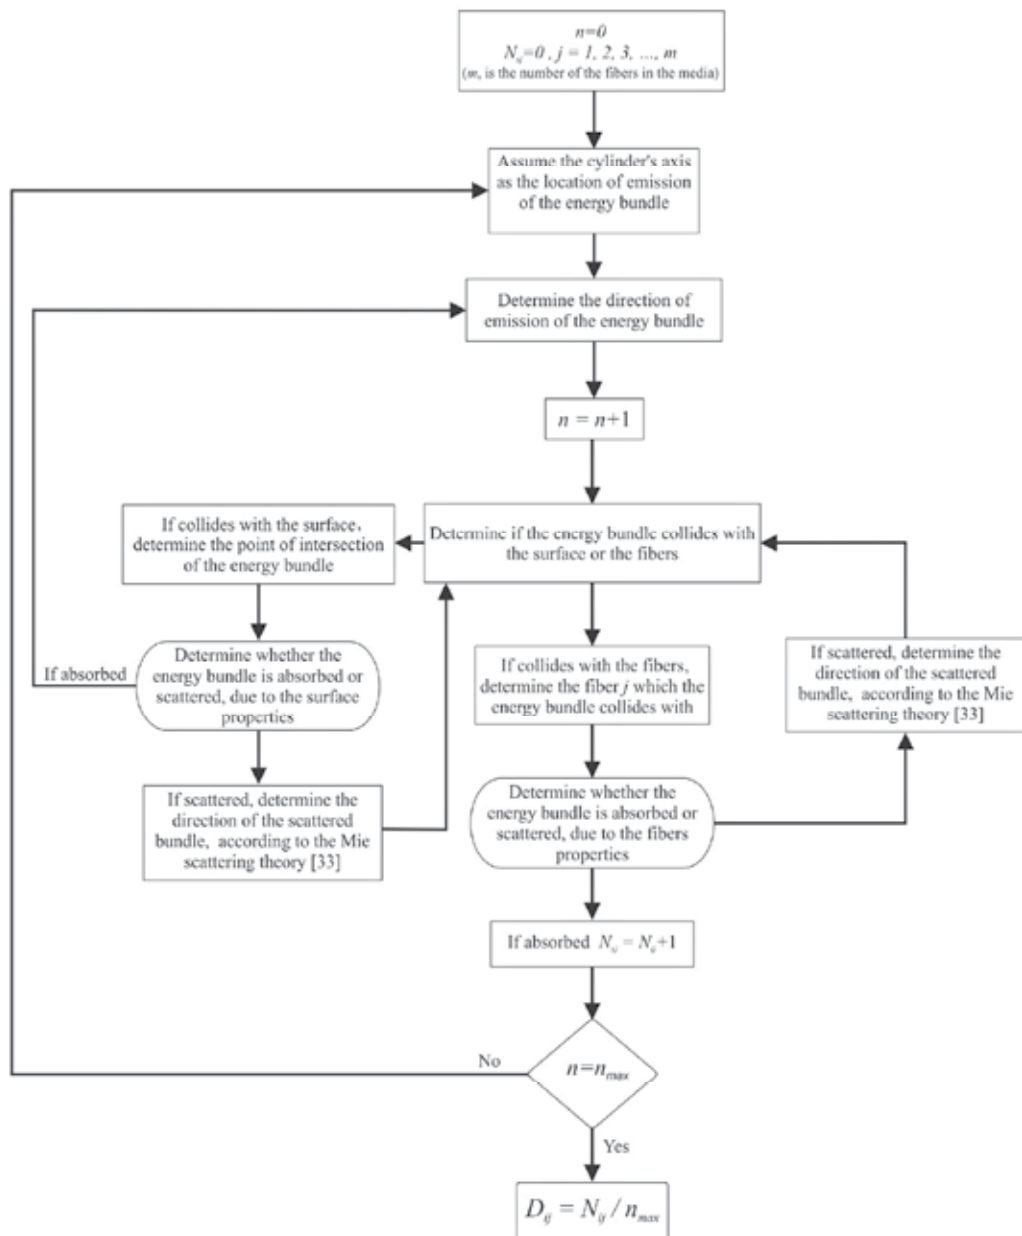 n=0
N_ij=0 , j = 1, 2, 3, ..., m
(m, is the number of the fibers in the media)
Assume the cylinder's axis
as the location of emission
of the energy bundle
Determine the direction of
emission of the energy bundle
n = n+1
If collides with the surface,
determine the point of intersection
of the energy bundle
Determine if the energy bundle collides with
the surface or the fibers
If absorbed
Determine whether the
energy bundle is absorbed or
scattered, due to the surface
properties
If collides with the fibers,
determine the fiber j which the
energy bundle collides with
If scattered, determine the
direction of the scattered
bundle, according to the Mie
scattering theory [33]
If scattered, determine the
direction of the scattered
bundle, according to the Mie
scattering theory [33]
Determine whether the
energy bundle is absorbed or
scattered, due to the fibers
properties
If absorbed N_ij = N_ij+1
No
n=n_max
Yes
D_ij = N_ij / n_max